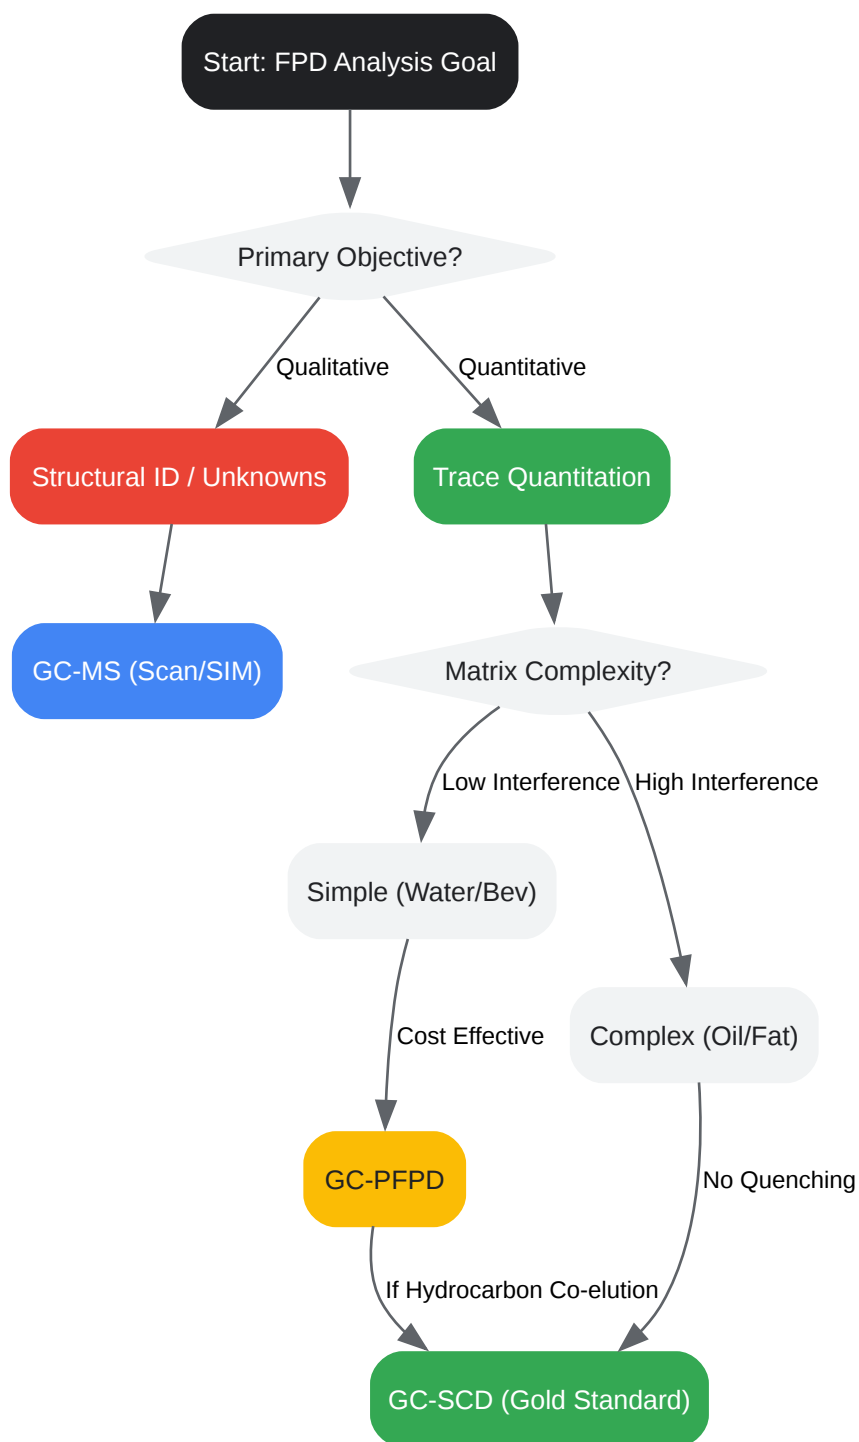 Start: FPD Analysis Goal
Primary Objective?
Qualitative
Quantitative
Structural ID / Unknowns
Trace Quantitation
GC-MS (Scan/SIM)
Matrix Complexity?
Low Interference
High Interference
Simple (Water/Bev)
Complex (Oil/Fat)
Cost Effective
GC-PFPD
No Quenching
If Hydrocarbon Co-elution
GC-SCD (Gold Standard)